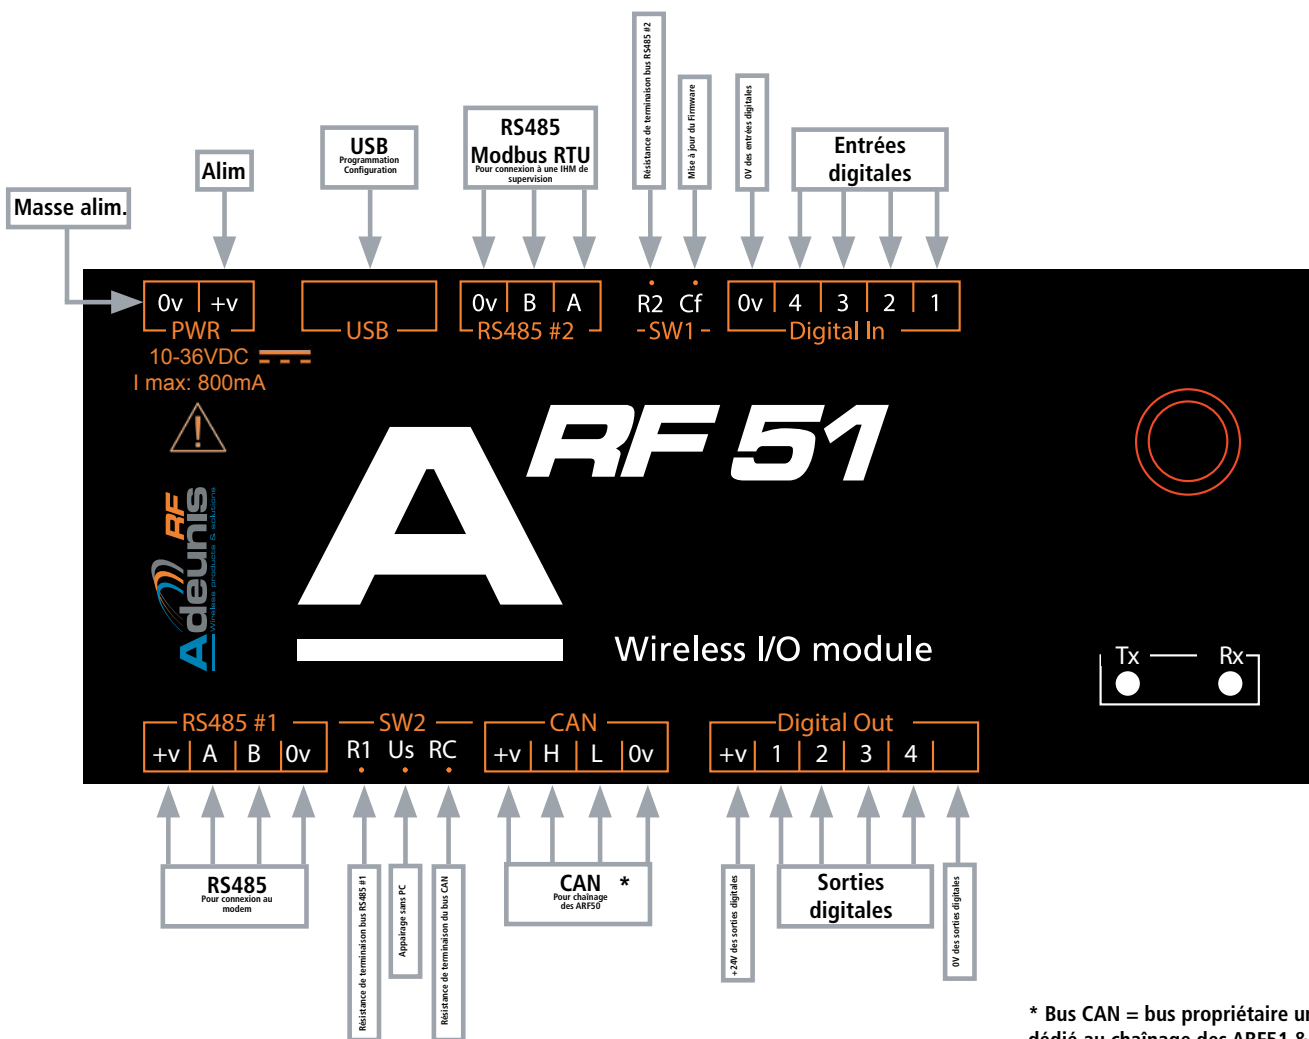 Résistance de terminaison bus RS485 #2
Mise à jour du Firmware
0V des entrées digitales
RS485
Modbus RTU
Pour connexion à une IHM de
supervision
USB
Programmation
Configuration
Entrées
digitales
Alim
Masse alim.
0v +v
PWR
10-36VDC
I max: 800mA
USB
0v B A
RS485 #2
R2 Cf
SW1
0v 4 3 2 1
Digital In
ARF 51
Adeunis RF
Wireless products & solutions
Wireless I/O module
Tx Rx
RS485 #1
+v A B 0v
SW2
R1 Us RC
CAN
+v H L 0v
Digital Out
+v 1 2 3 4
RS485
Pour connexion au
modem
Résistance de terminaison bus RS485 #1
Appairage sans PC
Résistance de terminaison du bus CAN
CAN *
Pour chaînage
des ARF50
+24V des sorties digitales
Sorties
digitales
0V des sorties digitales
* Bus CAN = bus propriétaire
dédié au chaînage des ARF51 &